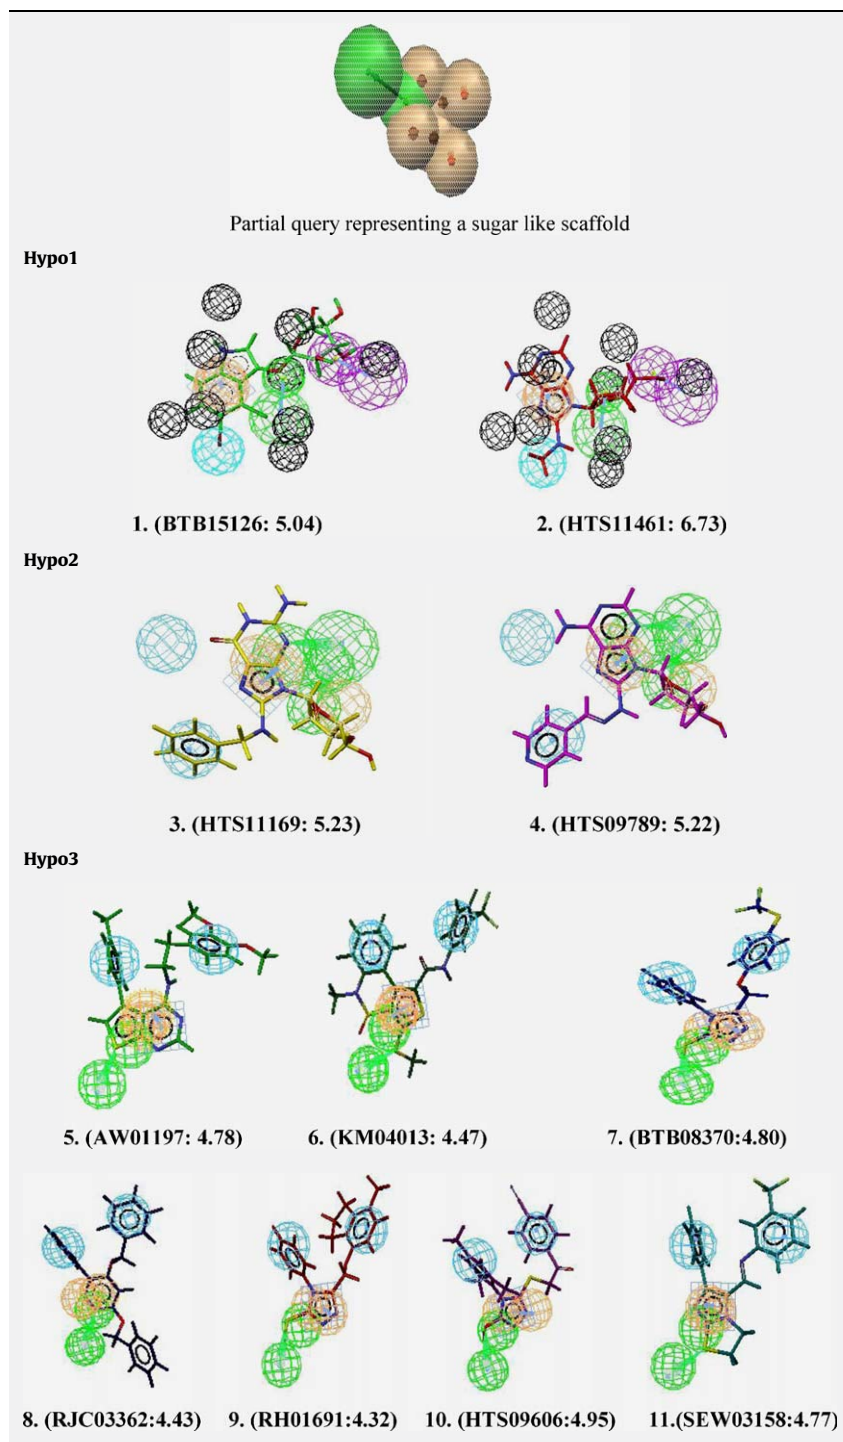 Partial query representing a sugar like scaffold
Hypo1
1. (BTB15126: 5.04) 2. (HTS11461: 6.73)
Hypo2
3. (HTS11169: 5.23) 4. (HTS09789: 5.22)
Hypo3
5. (AW01197: 4.78) 6. (KM04013: 4.47) 7. (BTB08370:4.80)
8. (RJC03362:4.43) 9. (RH01691:4.32) 10. (HTS09606:4.95) 11.(SEW03158:4.77)